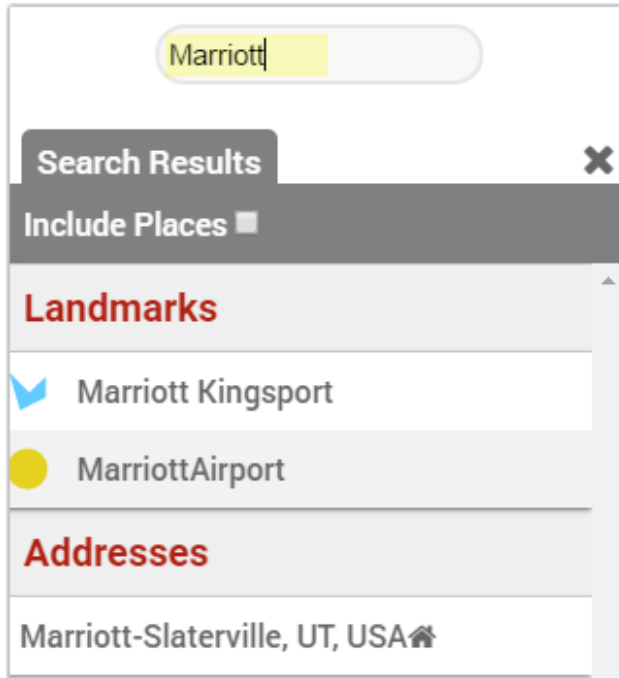 Marriott
Search Results
Include Places
Landmarks
Marriott Kingsport
MarriottAirport
Addresses
Marriott-Slaterville, UT, USA